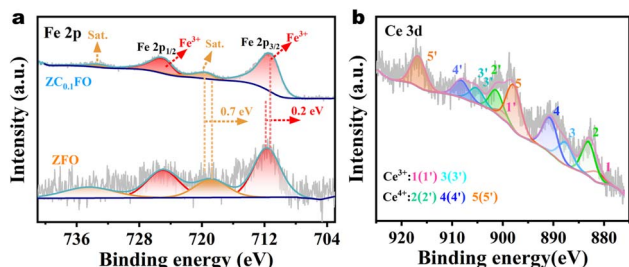 a
Fe 2p
Sat.
Fe 2p1/2
Fe3+
Sat.
Fe 2p3/2
Fe3+
ZC0.1FO
0.7 eV
0.2 eV
ZFO
Intensity (a.u.)
736 728 720 712 704
Binding energy (eV)
b
Ce 3d
5'
4'
3'
3'
2'
1'
5
4
3
2
1
Ce3+:1(1') 3(3')
Ce4+:2(2') 4(4') 5(5')
Intensity (a.u.)
920 910 900 890 880
Binding energy(eV)